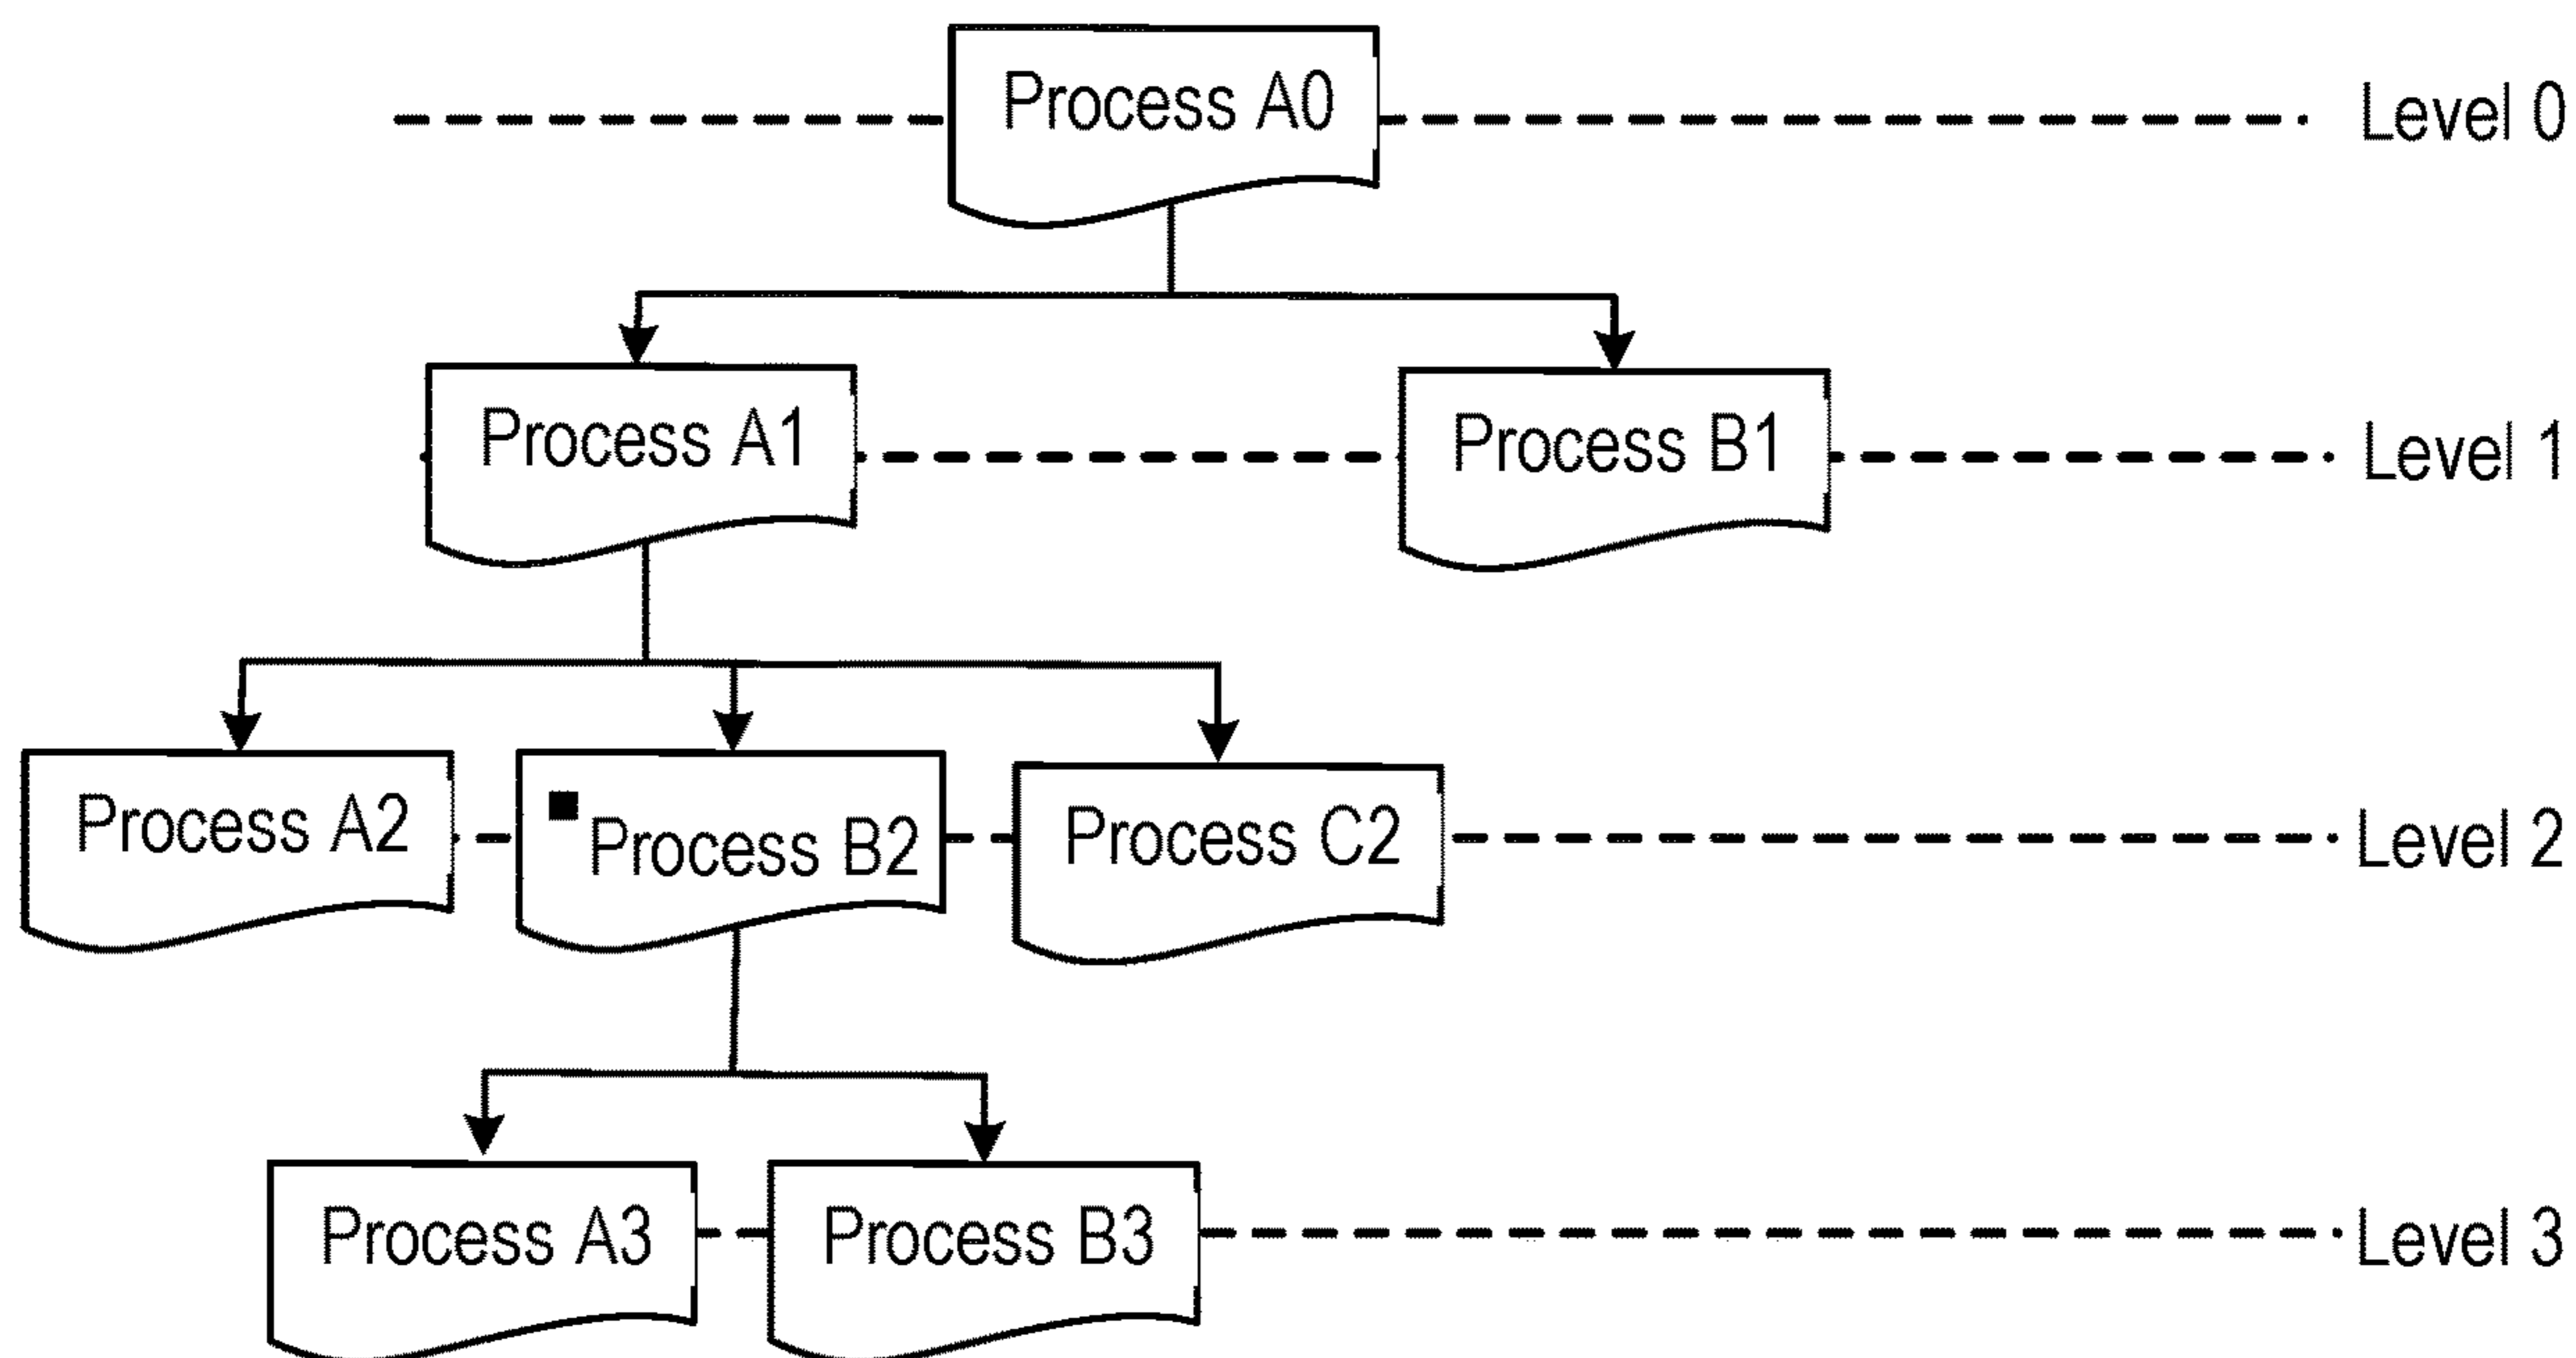 Process A0
Level 0
Process A1
Process B1
Level 1
Process A2
Process B2
Process C2
Level 2
Process A3
Process B3
Level 3